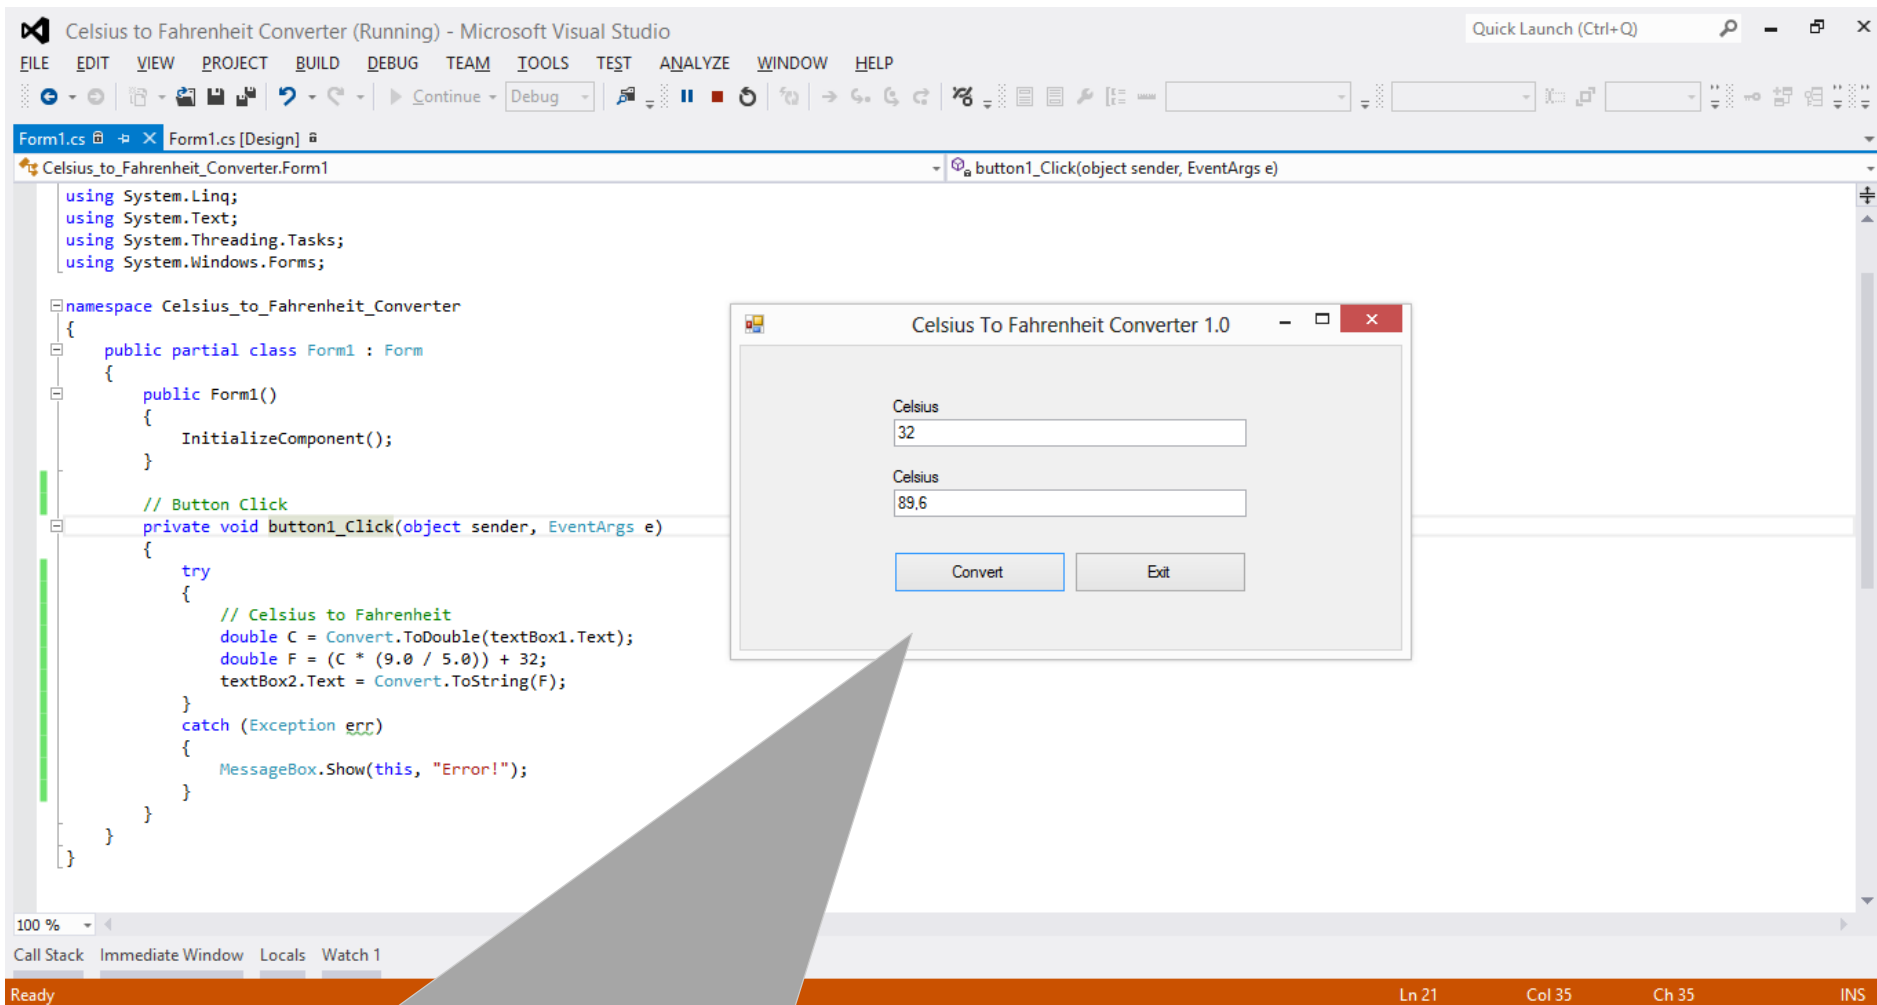 Celsius to Fahrenheit Converter (Running) - Microsoft Visual Studio
Quick Launch (Ctrl+Q)
FILE EDIT VIEW PROJECT BUILD DEBUG TEAM TOOLS TEST ANALYZE WINDOW HELP
Continue Debug
Form1.cs Form1.cs [Design]
Celsius_to_Fahrenheit_Converter.Form1
button1_Click(object sender, EventArgs e)
using System.Linq;
using System.Text;
using System.Threading.Tasks;
using System.Windows.Forms;
namespace Celsius_to_Fahrenheit_Converter
{
public partial class Form1 : Form
{
public Form1()
{
InitializeComponent();
}
// Button Click
private void button1_Click(object sender, EventArgs e)
{
try
{
// Celsius to Fahrenheit
double C = Convert.ToDouble(textBox1.Text);
double F = (C * (9.0 / 5.0)) + 32;
textBox2.Text = Convert.ToString(F);
}
catch (Exception err)
{
MessageBox.Show(this, "Error!");
}
}
}
}
Celsius To Fahrenheit Converter 1.0
Celsius
32
Celsius
89,6
Convert Exit
100 %
Call Stack Immediate Window Locals Watch 1
Ready Ln 21 Col 35 Ch 35 INS